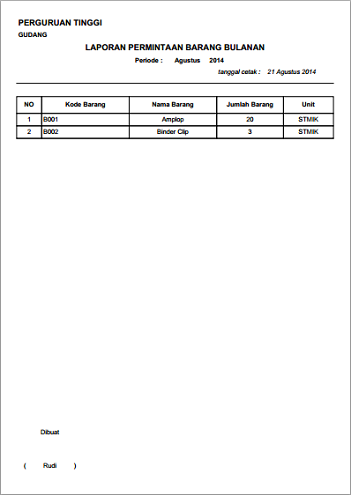 PERGURUAN TINGGI
GUDANG
LAPORAN PERMINTAAN BARANG BULANAN
Periode : Agustus 2014
tanggal cetak : 21 Agustus 2014
NO Kode Barang Nama Barang Jumlah Barang Unit
1 B001 Amplop 20 STMIK
2 B002 Binder Clip 3 STMIK
Dibuat
( Rudi )